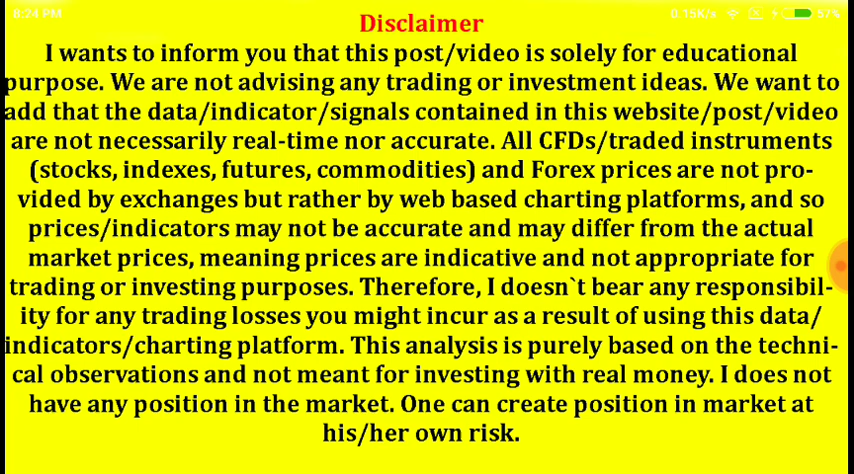 8:24 PM 0.15K/s 57%
Disclaimer
I wants to inform you that this post/video is solely for educational
purpose. We are not advising any trading or investment ideas. We want to
add that the data/indicator/signals contained in this website/post/video
are not necessarily real-time nor accurate. All CFDs/traded instruments
(stocks, indexes, futures, commodities) and Forex prices are not pro-
vided by exchanges but rather by web based charting platforms, and so
prices/indicators may not be accurate and may differ from the actual
market prices, meaning prices are indicative and not appropriate for
trading or investing purposes. Therefore, I doesn`t bear any responsibil-
ity for any trading losses you might incur as a result of using this data/
indicators/charting platform. This analysis is purely based on the techni-
cal observations and not meant for investing with real money. I does not
have any position in the market. One can create position in market at
his/her own risk.